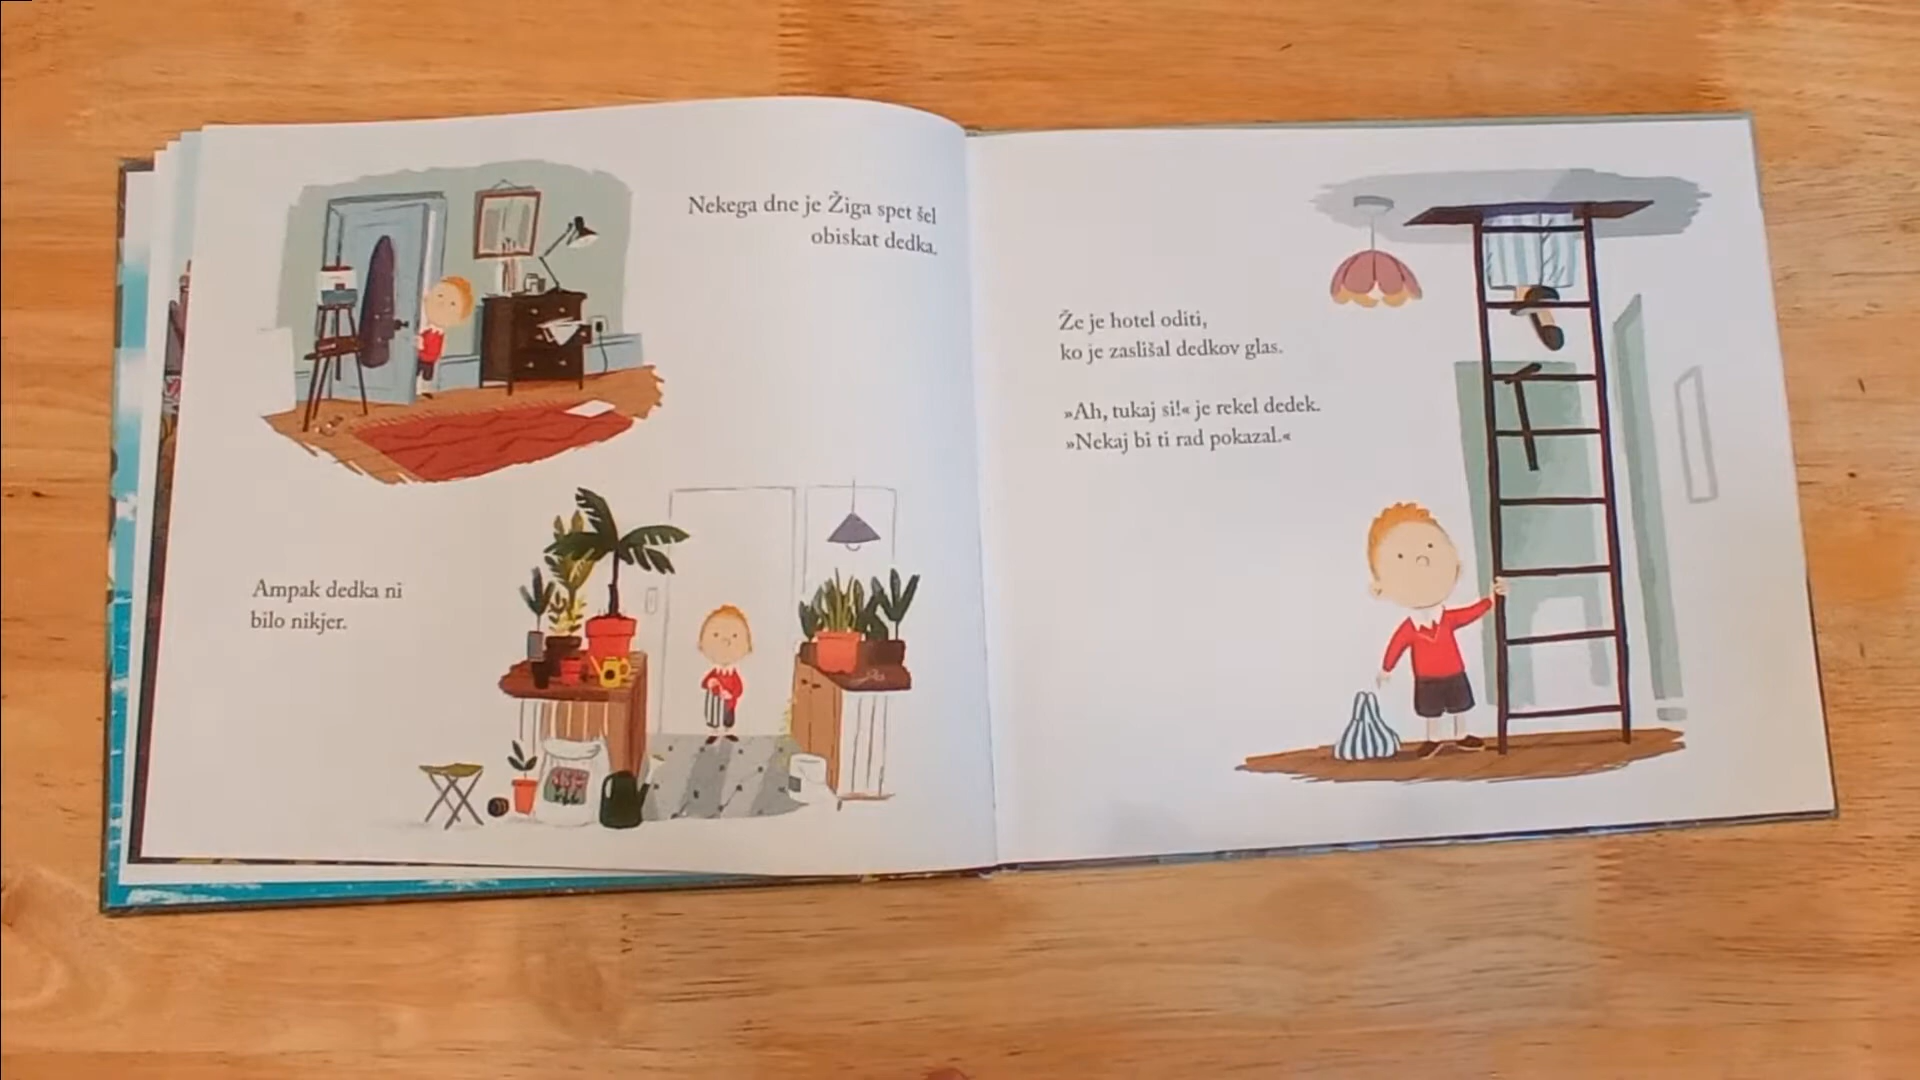 Nekega dne je Žiga spet šel
obiskat dedka.
Ampak dedka ni
bilo nikjer.
Že je hotel oditi,
ko je zaslišal dedkov glas.
»Ah, tukaj si!« je rekel dedek.
»Nekaj bi ti rad pokazal.«